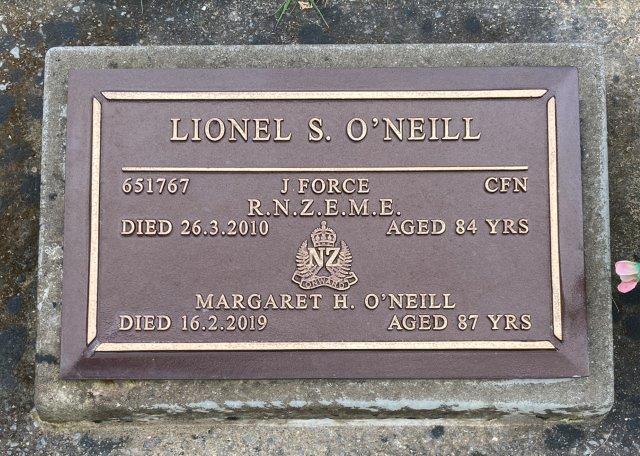 LIONEL S. O'NEILL
651767 J FORCE CFN
R.N.Z.E.M.E.
DIED 26.3.2010 AGED 84 YRS
NZ
FORWARD
MARGARET H. O'NEILL
DIED 16.2.2019 AGED 87 YRS